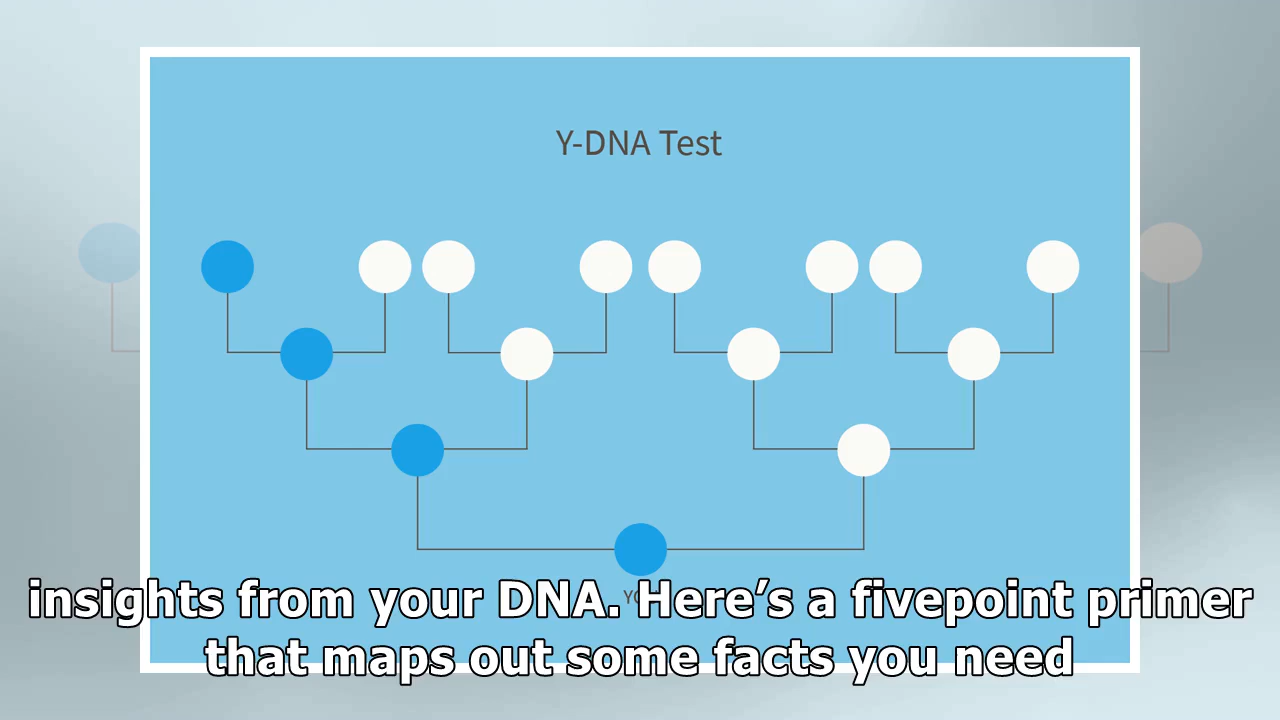 Y-DNA Test
insights from your DNA. Here’s a fivepoint primer
that maps out some facts you need